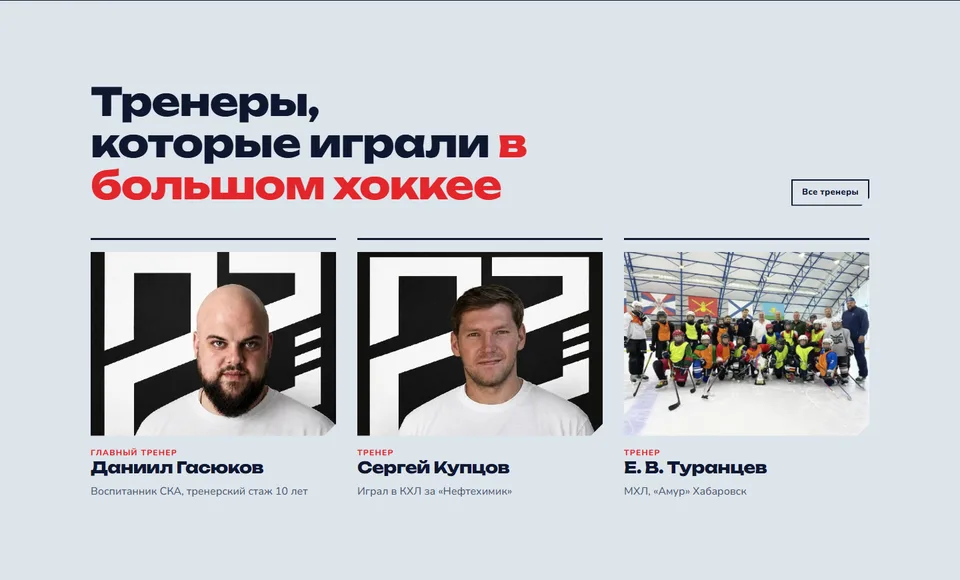 Тренеры,
которые играли в
большом хоккее
Все тренеры
ГЛАВНЫЙ ТРЕНЕР
Даниил Гасюков
Воспитанник СКА, тренерский стаж 10 лет
ТРЕНЕР
Сергей Купцов
Играл в КХЛ за «Нефтехимик»
ТРЕНЕР
Е. В. Туранцев
МХЛ, «Амур» Хабаровск